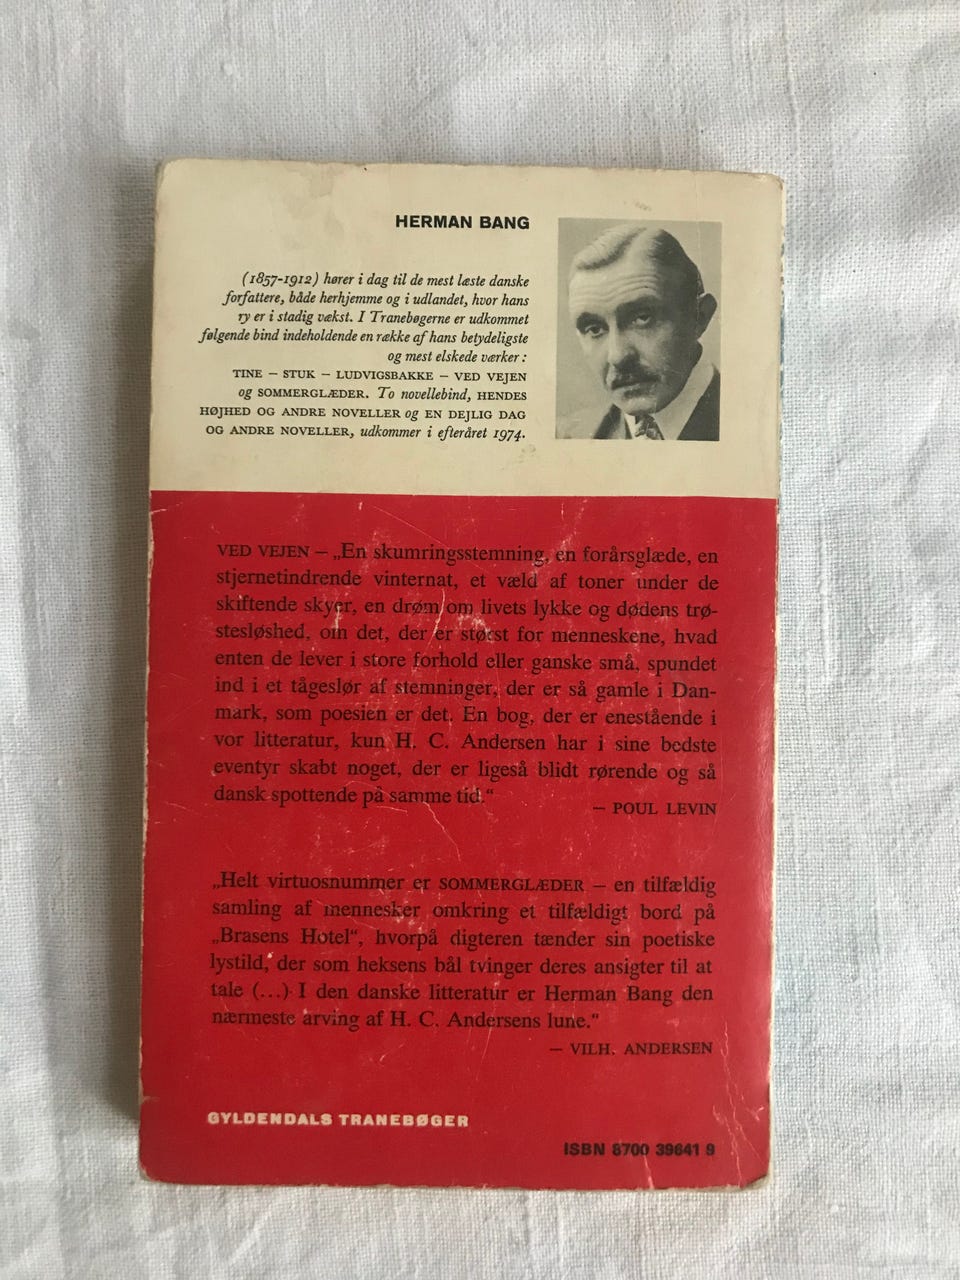 HERMAN BANG
(1857-1912) hører i dag til de mest læste danske
forfattere, både herhjemme og i udlandet, hvor hans
ry er i stadig vækst. I Tranebøgerne er udkommet
følgende bind indeholdende en række af hans betydeligste
og mest elskede værker:
TINE – STUK – LUDVIGSBAKKE – VED VEJEN
og SOMMERGLÆDER. To novellebind, HENDES
HØJHED OG ANDRE NOVELLER og EN DEJLIG DAG
OG ANDRE NOVELLER, udkommer i efteråret 1974.
VED VEJEN – „En skumringsstemning, en forårsglæde, en
stjernetindrende vinternat, et væld af toner under de
skiftende skyer, en drøm om livets lykke og dødens trø-
stesløshed, om det, der er størst for menneskene, hvad
enten de lever i store forhold eller ganske små, spundet
ind i et tågeslør af stemninger, der er så gamle i Dan-
mark, som poesien er det. En bog, der er enestående i
vor litteratur, kun H. C. Andersen har i sine bedste
eventyr skabt noget, der er ligeså blidt rørende og så
dansk spottende på samme tid.“
– POUL LEVIN
„Helt virtuosnummer er SOMMERGLÆDER – en tilfældig
samling af mennesker omkring et tilfældigt bord på
„Brasens Hotel“, hvorpå digteren tænder sin poetiske
lystild, der som heksens bål tvinger deres ansigter til at
tale (...) I den danske litteratur er Herman Bang den
nærmeste arving af H. C. Andersens lune.“
– VILH. ANDERSEN
GYLDENDALS TRANEBØGER
ISBN 8700 39641 9